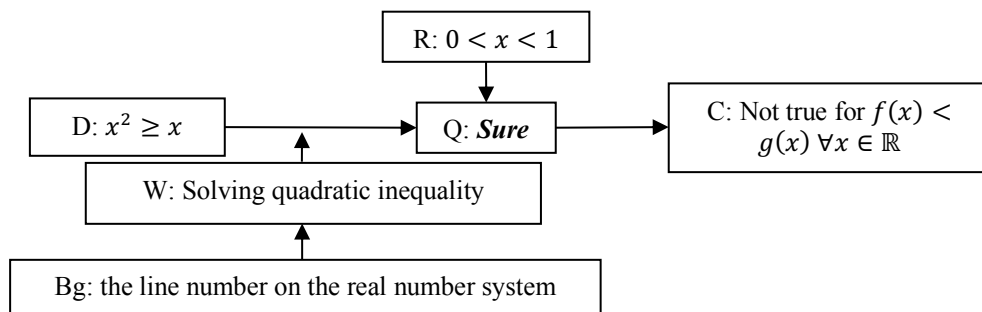 R: 0 < 𝑥 < 1
D: 𝑥² ≥ 𝑥
Q: Sure
C: Not true for 𝑓(𝑥) <
𝑔(𝑥) ∀𝑥 ∈ ℝ
W: Solving quadratic inequality
Bg: the line number on the real number system